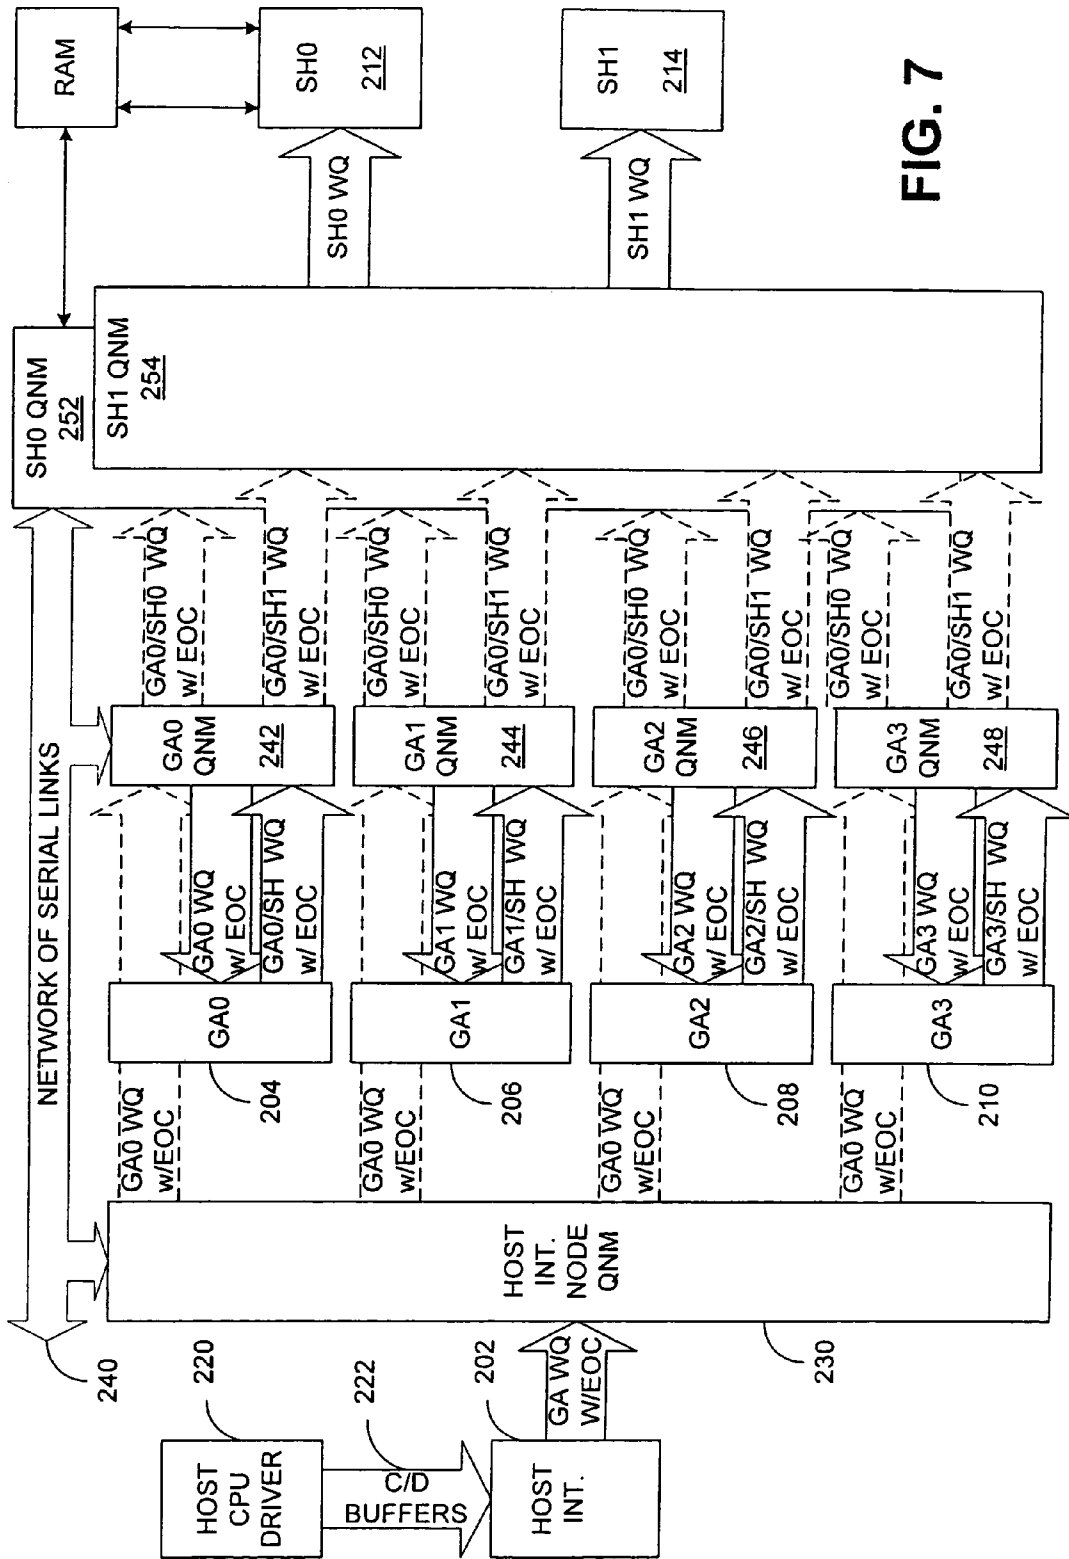 NETWORK OF SERIAL LINKS
240
HOST
CPU
DRIVER
220
C/D
BUFFERS
222
HOST
INT.
202
GA WQ
W/EOC
HOST
INT.
NODE
QNM
230
GA0 WQ
w/EOC
GA0 WQ
w/EOC
GA0 WQ
w/EOC
GA0 WQ
w/EOC
GA0
204
GA1
206
GA2
208
GA3
210
GA0 WQ
w/ EOC
GA0/SH WQ
w/ EOC
GA1 WQ
w/ EOC
GA1/SH WQ
w/ EOC
GA2 WQ
w/ EOC
GA2/SH WQ
w/ EOC
GA3 WQ
w/ EOC
GA3/SH WQ
w/ EOC
GA0
QNM
242
GA1
QNM
244
GA2
QNM
246
GA3
QNM
248
GA0/SH0 WQ
w/ EOC
GA0/SH1 WQ
w/ EOC
GA0/SH0 WQ
w/ EOC
GA0/SH1 WQ
w/ EOC
GA0/SH0 WQ
w/ EOC
GA0/SH1 WQ
w/ EOC
GA0/SH0 WQ
w/ EOC
GA0/SH1 WQ
w/ EOC
SH0 QNM
252
SH1 QNM
254
SH0 WQ
SH1 WQ
RAM
SH0
212
SH1
214
FIG. 7